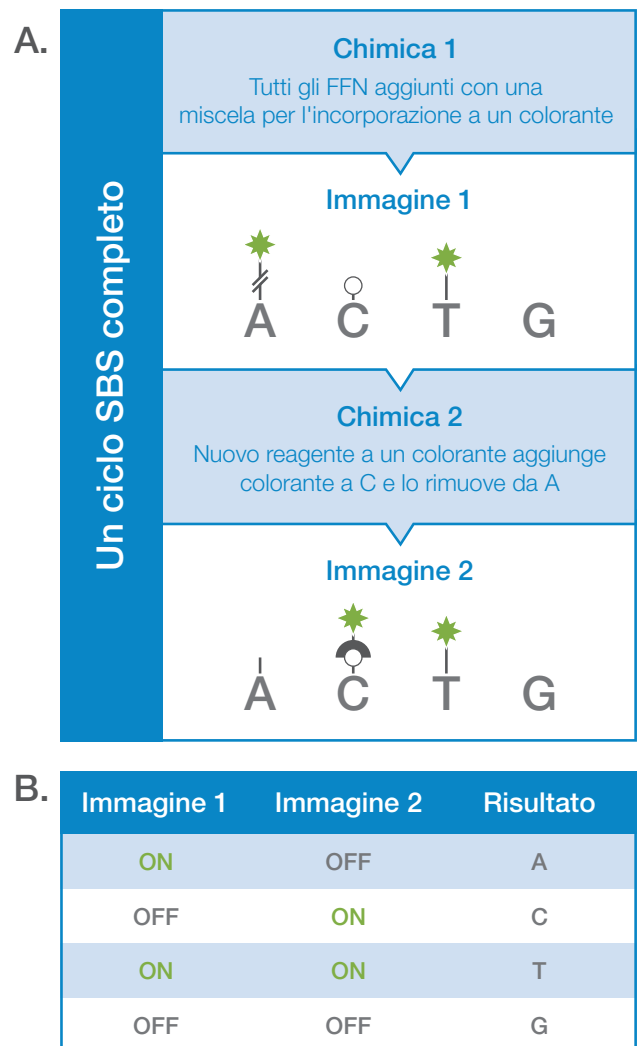 A.
Un ciclo SBS completo
Chimica 1
Tutti gli FFN aggiunti con una
miscela per l'incorporazione a un colorante
Immagine 1
A C T G
Chimica 2
Nuovo reagente a un colorante aggiunge
colorante a C e lo rimuove da A
Immagine 2
A C T G
B.
Immagine 1 Immagine 2 Risultato
ON OFF A
OFF ON C
ON ON T
OFF OFF G